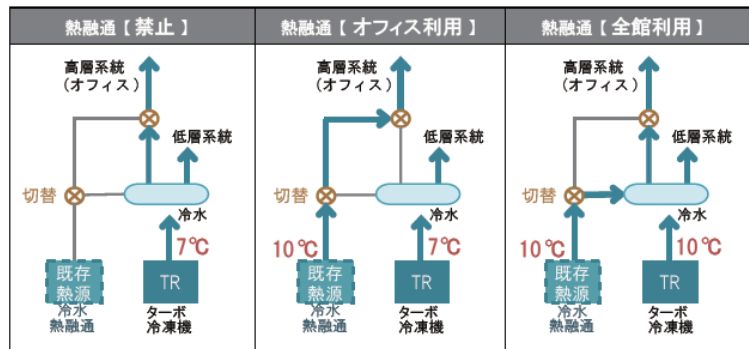 熱融通【 禁止 】
高層系統
(オフィス)
低層系統
切替
冷水
7℃
既存
熱源
冷水
熱融通
TR
ターボ
冷凍機
熱融通【 オフィス利用 】
高層系統
(オフィス)
低層系統
切替
冷水
10℃
7℃
既存
熱源
冷水
熱融通
TR
ターボ
冷凍機
熱融通【 全館利用 】
高層系統
(オフィス)
低層系統
切替
冷水
10℃
10℃
既存
熱源
冷水
熱融通
TR
ターボ
冷凍機